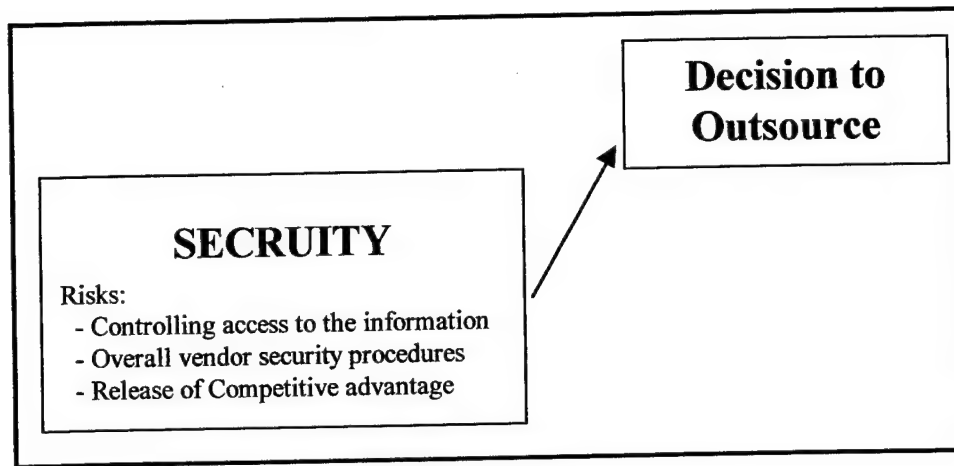 Decision to
Outsource
SECRUITY
Risks:
- Controlling access to the information
- Overall vendor security procedures
- Release of Competitive advantage